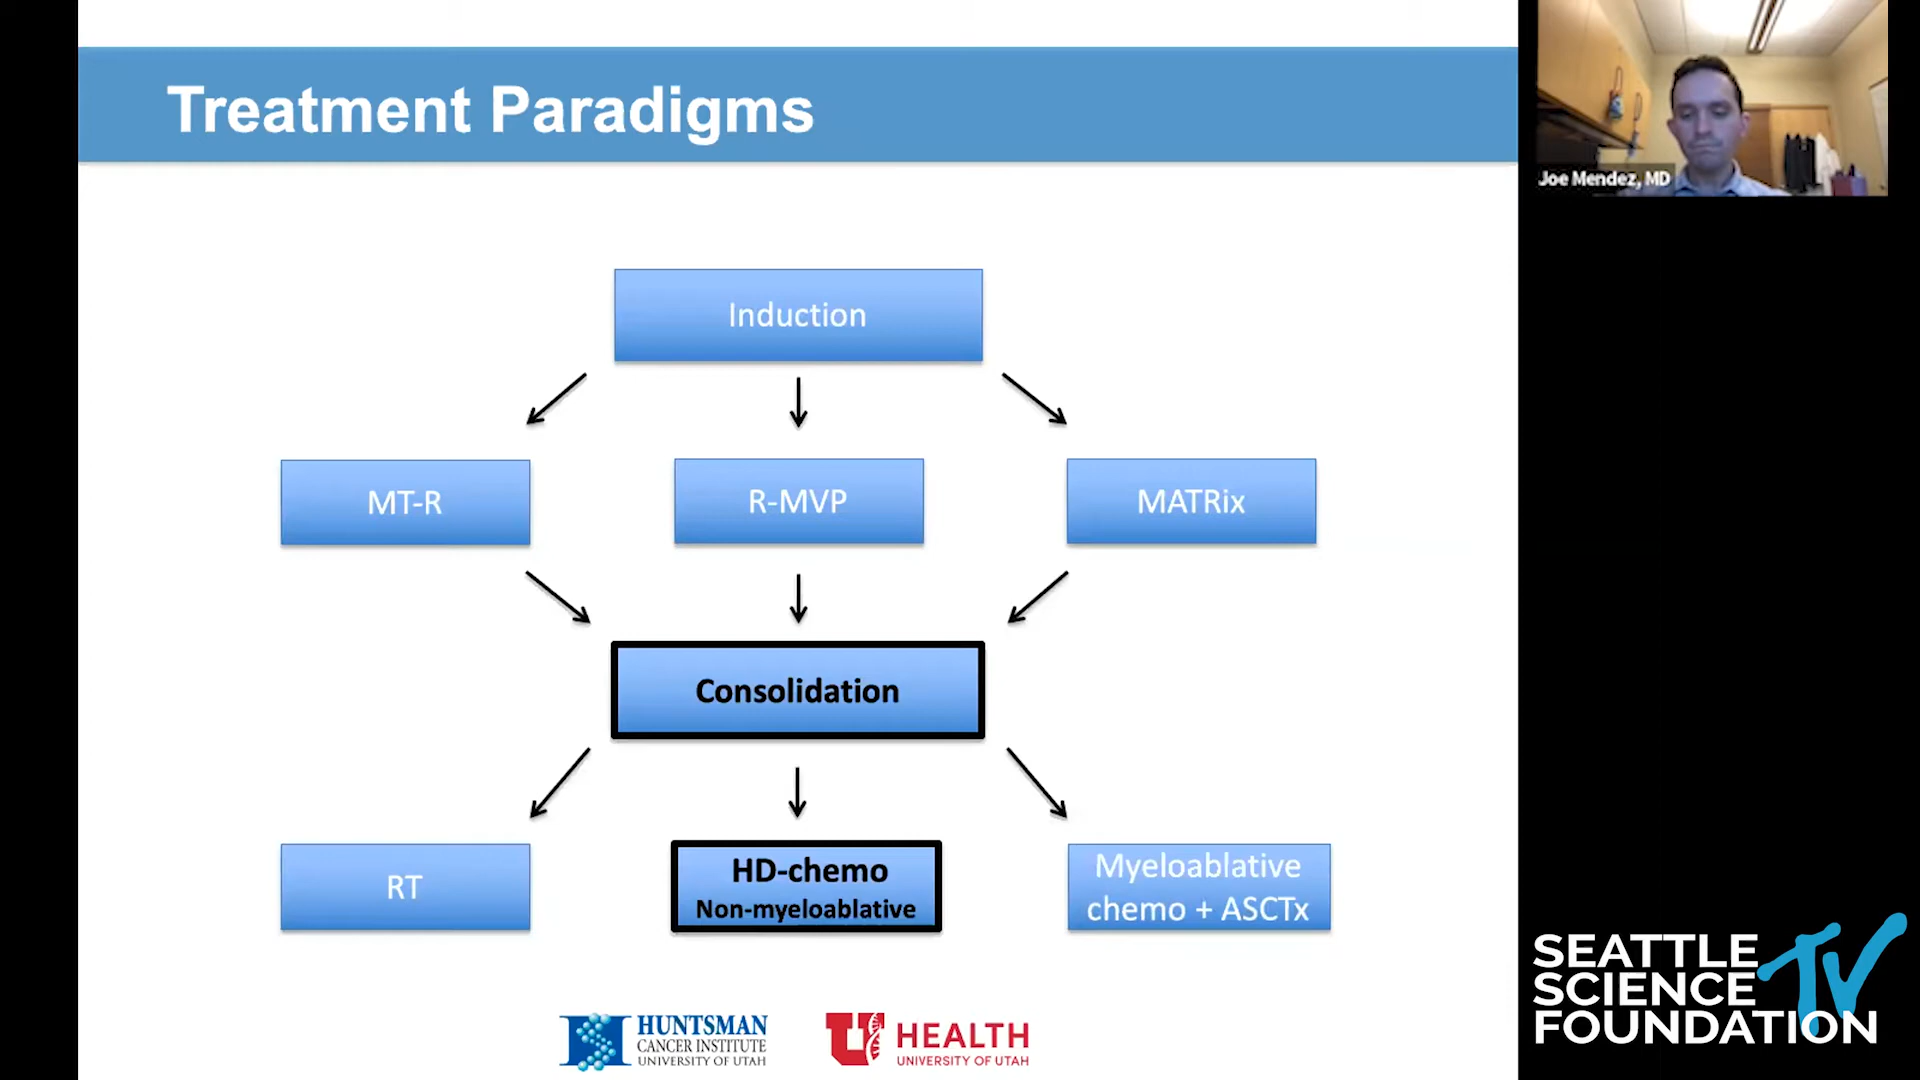 Treatment Paradigms
Joe Mendez, MD
Induction
MT-R
R-MVP
MATRix
Consolidation
RT
HD-chemo
Non-myeloablative
Myeloablative
chemo + ASCTx
HUNTSMAN
CANCER INSTITUTE
UNIVERSITY OF UTAH
U
HEALTH
UNIVERSITY OF UTAH
SEATTLE
SCIENCE
FOUNDATION
TV